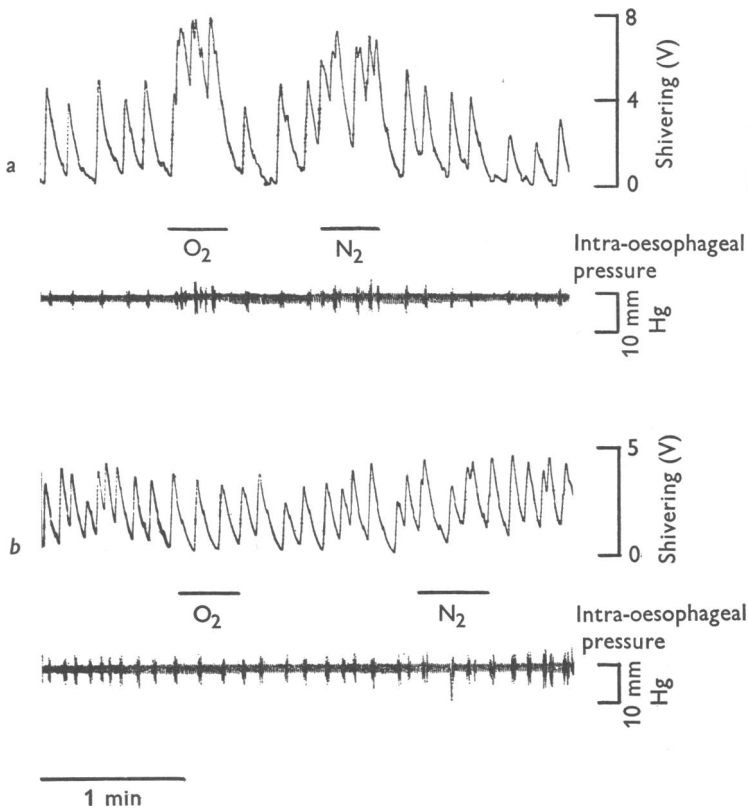 8
4
0
Shivering (V)
a
O₂
N₂
Intra-oesophageal
pressure
10 mm
Hg
5
0
Shivering (V)
b
O₂
N₂
Intra-oesophageal
pressure
10 mm
Hg
1 min